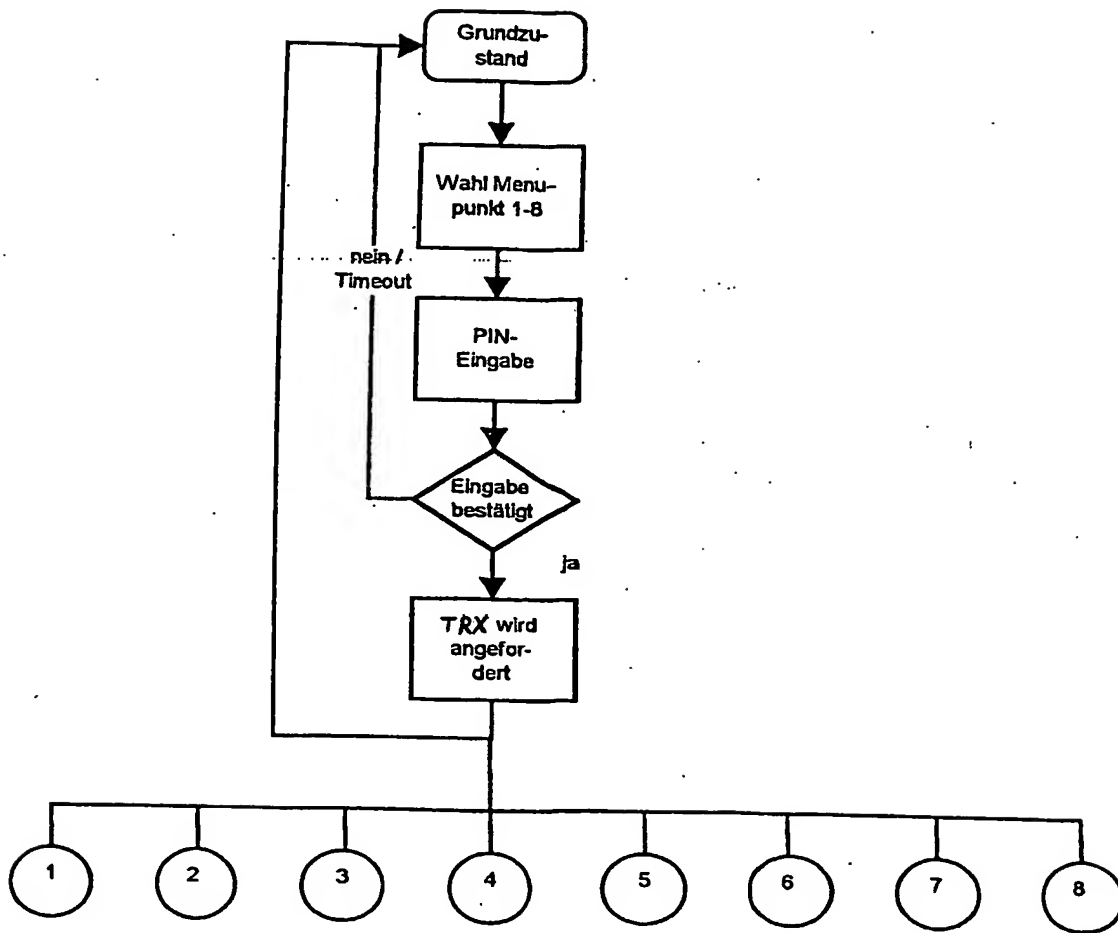 Grundzu-
stand
Wahl Menu-
punkt 1-8
nein /
Timeout
PIN-
Eingabe
Eingabe
bestätigt
ja
TRX wird
angefor-
dert
1 2 3 4 5 6 7 8